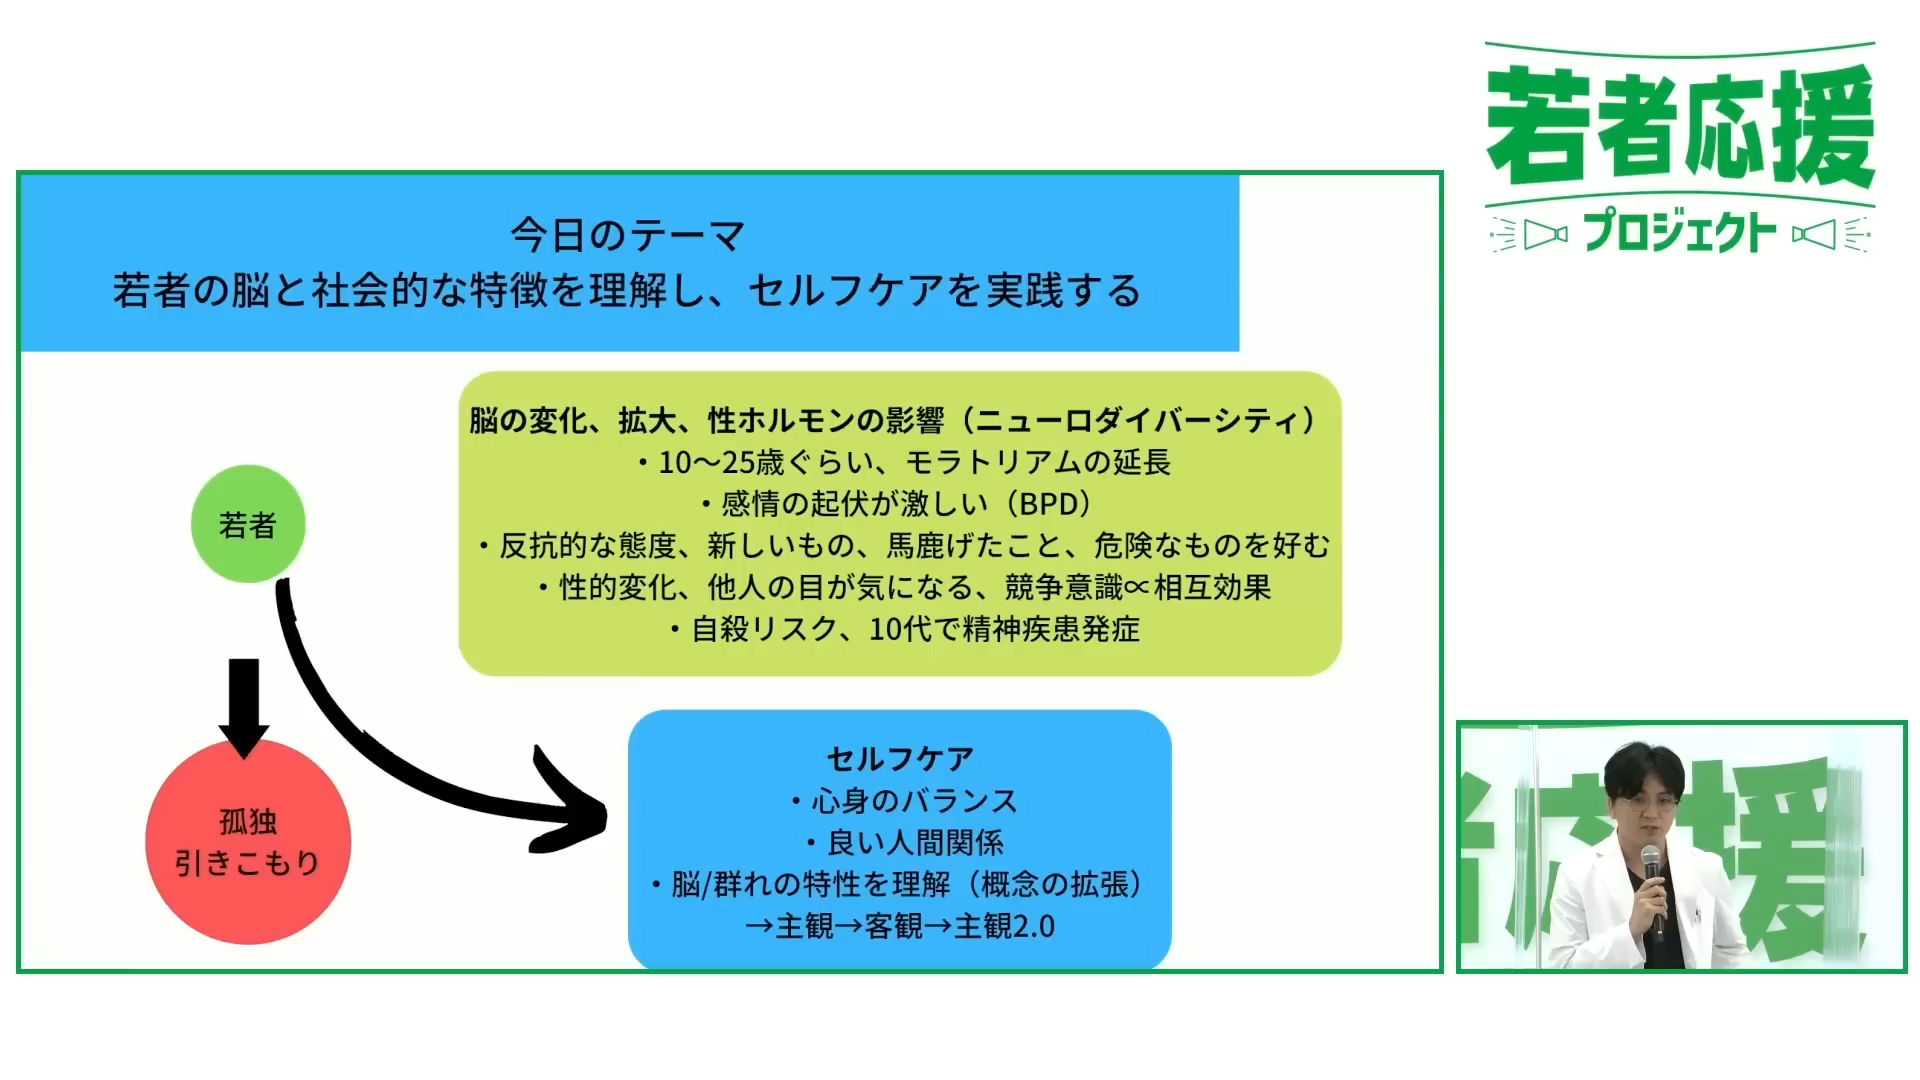 若者応援
プロジェクト
今日のテーマ
若者の脳と社会的な特徴を理解し、セルフケアを実践する
脳の変化、拡大、性ホルモンの影響（ニューロダイバーシティ）
・10～25歳ぐらい、モラトリアムの延長
・感情の起伏が激しい（BPD）
・反抗的な態度、新しいもの、馬鹿げたこと、危険なものを好む
・性的変化、他人の目が気になる、競争意識∝相互効果
・自殺リスク、10代で精神疾患発症
若者
孤独
引きこもり
セルフケア
・心身のバランス
・良い人間関係
・脳/群れの特性を理解（概念の拡張）
→主観→客観→主観2.0
者応援